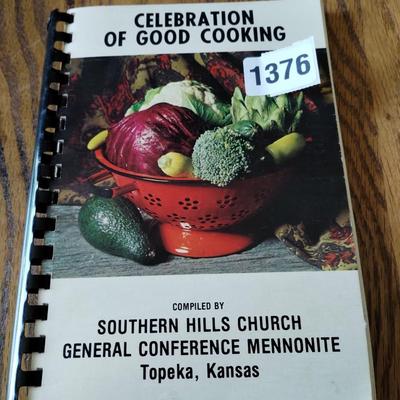 CELEBRATION
OF GOOD COOKING
1376
COMPILED BY
SOUTHERN HILLS CHURCH
GENERAL CONFERENCE MENNONITE
Topeka, Kansas